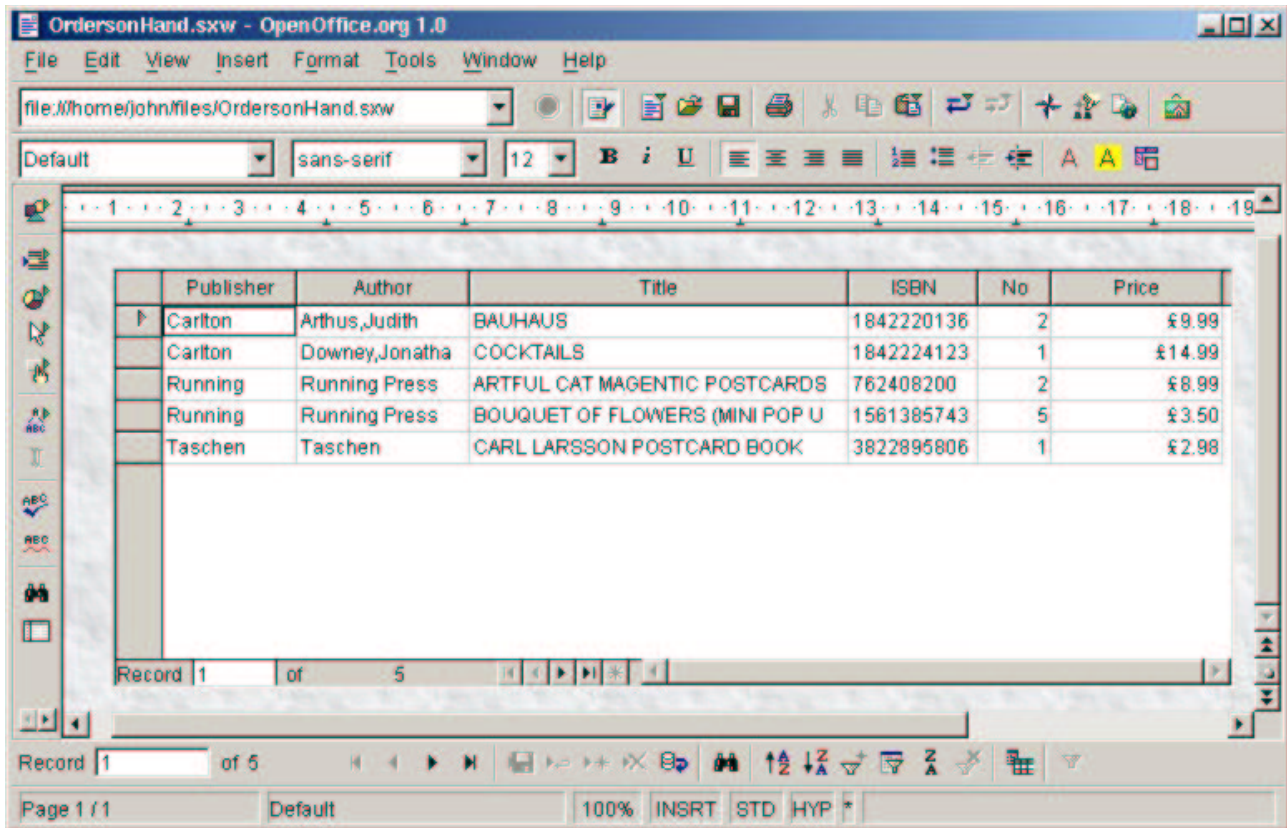 OrdersonHand.sxw - OpenOffice.org 1.0
File Edit View Insert Format Tools Window Help
file:///home/john/files/OrdersonHand.sxw
Default sans-serif 12 B i U A A
1 2 3 4 5 6 7 8 9 10 11 12 13 14 15 16 17 18 19
Publisher Author Title ISBN No Price
Carlton Arthus,Judith BAUHAUS 1842220136 2 £9.99
Carlton Downey,Jonatha COCKTAILS 1842224123 1 £14.99
Running Running Press ARTFUL CAT MAGENTIC POSTCARDS 762408200 2 £8.99
Running Running Press BOUQUET OF FLOWERS (MINI POP U 1561385743 5 £3.50
Taschen Taschen CARL LARSSON POSTCARD BOOK 3822895806 1 £2.98
ABC
ABC
ABC
Record 1 of 5
Record 1 of 5
Page 1 / 1 Default 100% INSRT STD HYP *